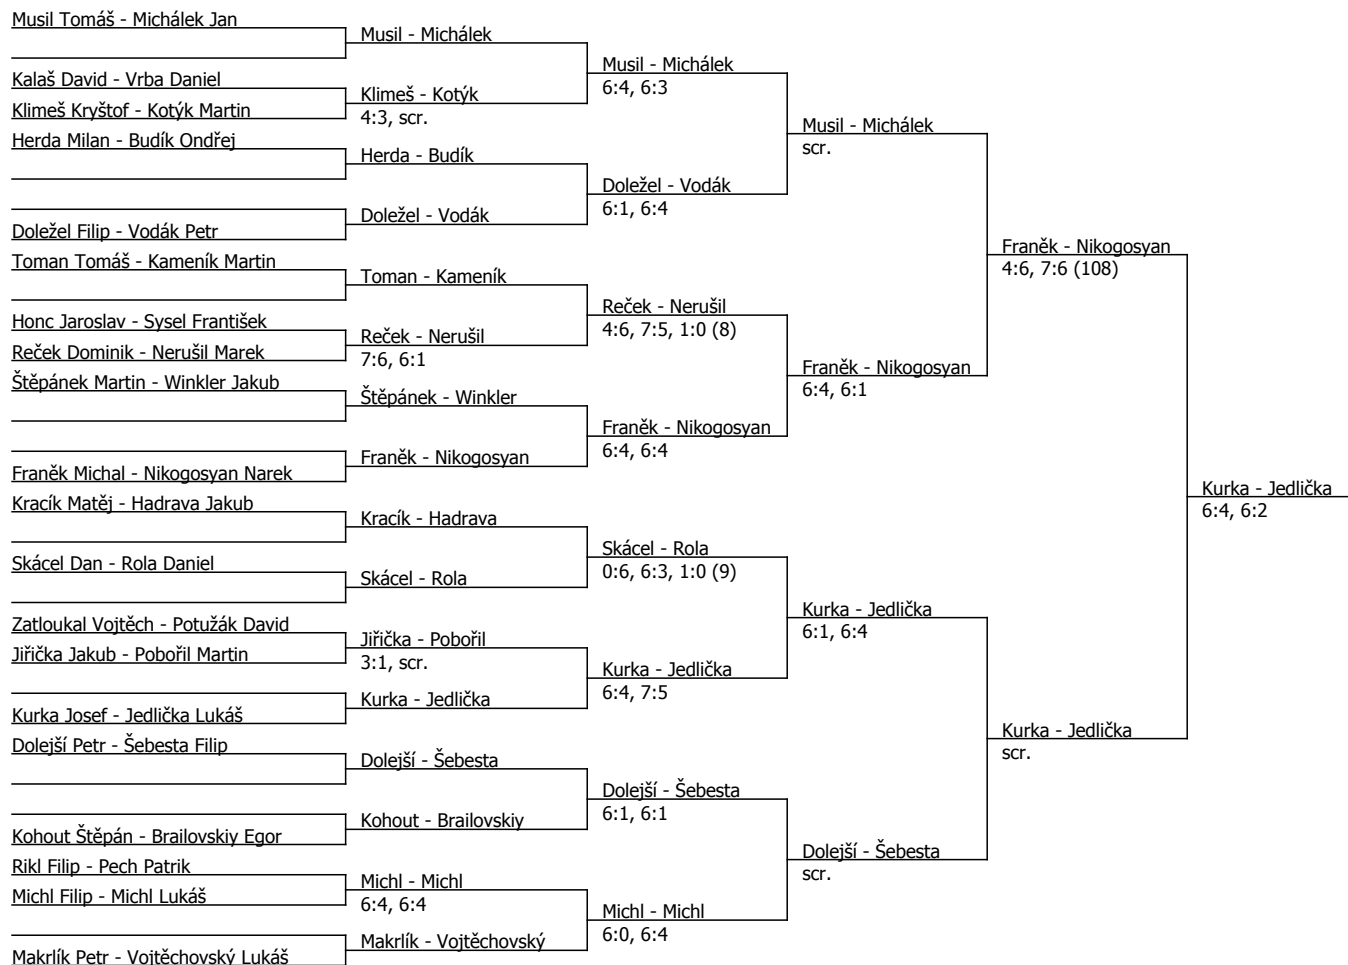 Musil Tomáš - Michálek Jan
Kalaš David - Vrba Daniel
Klimeš Kryštof - Kotýk Martin
Herda Milan - Budík Ondřej
Doležel Filip - Vodák Petr
Toman Tomáš - Kameník Martin
Honc Jaroslav - Sysel František
Reček Dominik - Nerušil Marek
Štěpánek Martin - Winkler Jakub
Franěk Michal - Nikogosyan Narek
Kracík Matěj - Hadrava Jakub
Skácel Dan - Rola Daniel
Zatloukal Vojtěch - Potužák David
Jiřička Jakub - Pobořil Martin
Kurka Josef - Jedlička Lukáš
Dolejší Petr - Šebesta Filip
Kohout Štěpán - Brailovskiy Egor
Rikl Filip - Pech Patrik
Michl Filip - Michl Lukáš
Makrlík Petr - Vojtěchovský Lukáš
Musil - Michálek
Klimeš - Kotýk
4:3, scr.
Herda - Budík
Doležel - Vodák
Toman - Kameník
Reček - Nerušil
7:6, 6:1
Štěpánek - Winkler
Franěk - Nikogosyan
Kracík - Hadrava
Skácel - Rola
Jiřička - Pobořil
3:1, scr.
Kurka - Jedlička
Dolejší - Šebesta
Kohout - Brailovskiy
Michl - Michl
6:4, 6:4
Makrlík - Vojtěchovský
Musil - Michálek
6:4, 6:3
Doležel - Vodák
6:1, 6:4
Reček - Nerušil
4:6, 7:5, 1:0 (8)
Franěk - Nikogosyan
6:4, 6:4
Skácel - Rola
0:6, 6:3, 1:0 (9)
Kurka - Jedlička
6:4, 7:5
Dolejší - Šebesta
6:1, 6:1
Michl - Michl
6:0, 6:4
Musil - Michálek
scr.
Franěk - Nikogosyan
6:4, 6:1
Kurka - Jedlička
6:1, 6:4
Dolejší - Šebesta
scr.
Franěk - Nikogosyan
4:6, 7:6 (108)
Kurka - Jedlička
scr.
Kurka - Jedlička
6:4, 6:2